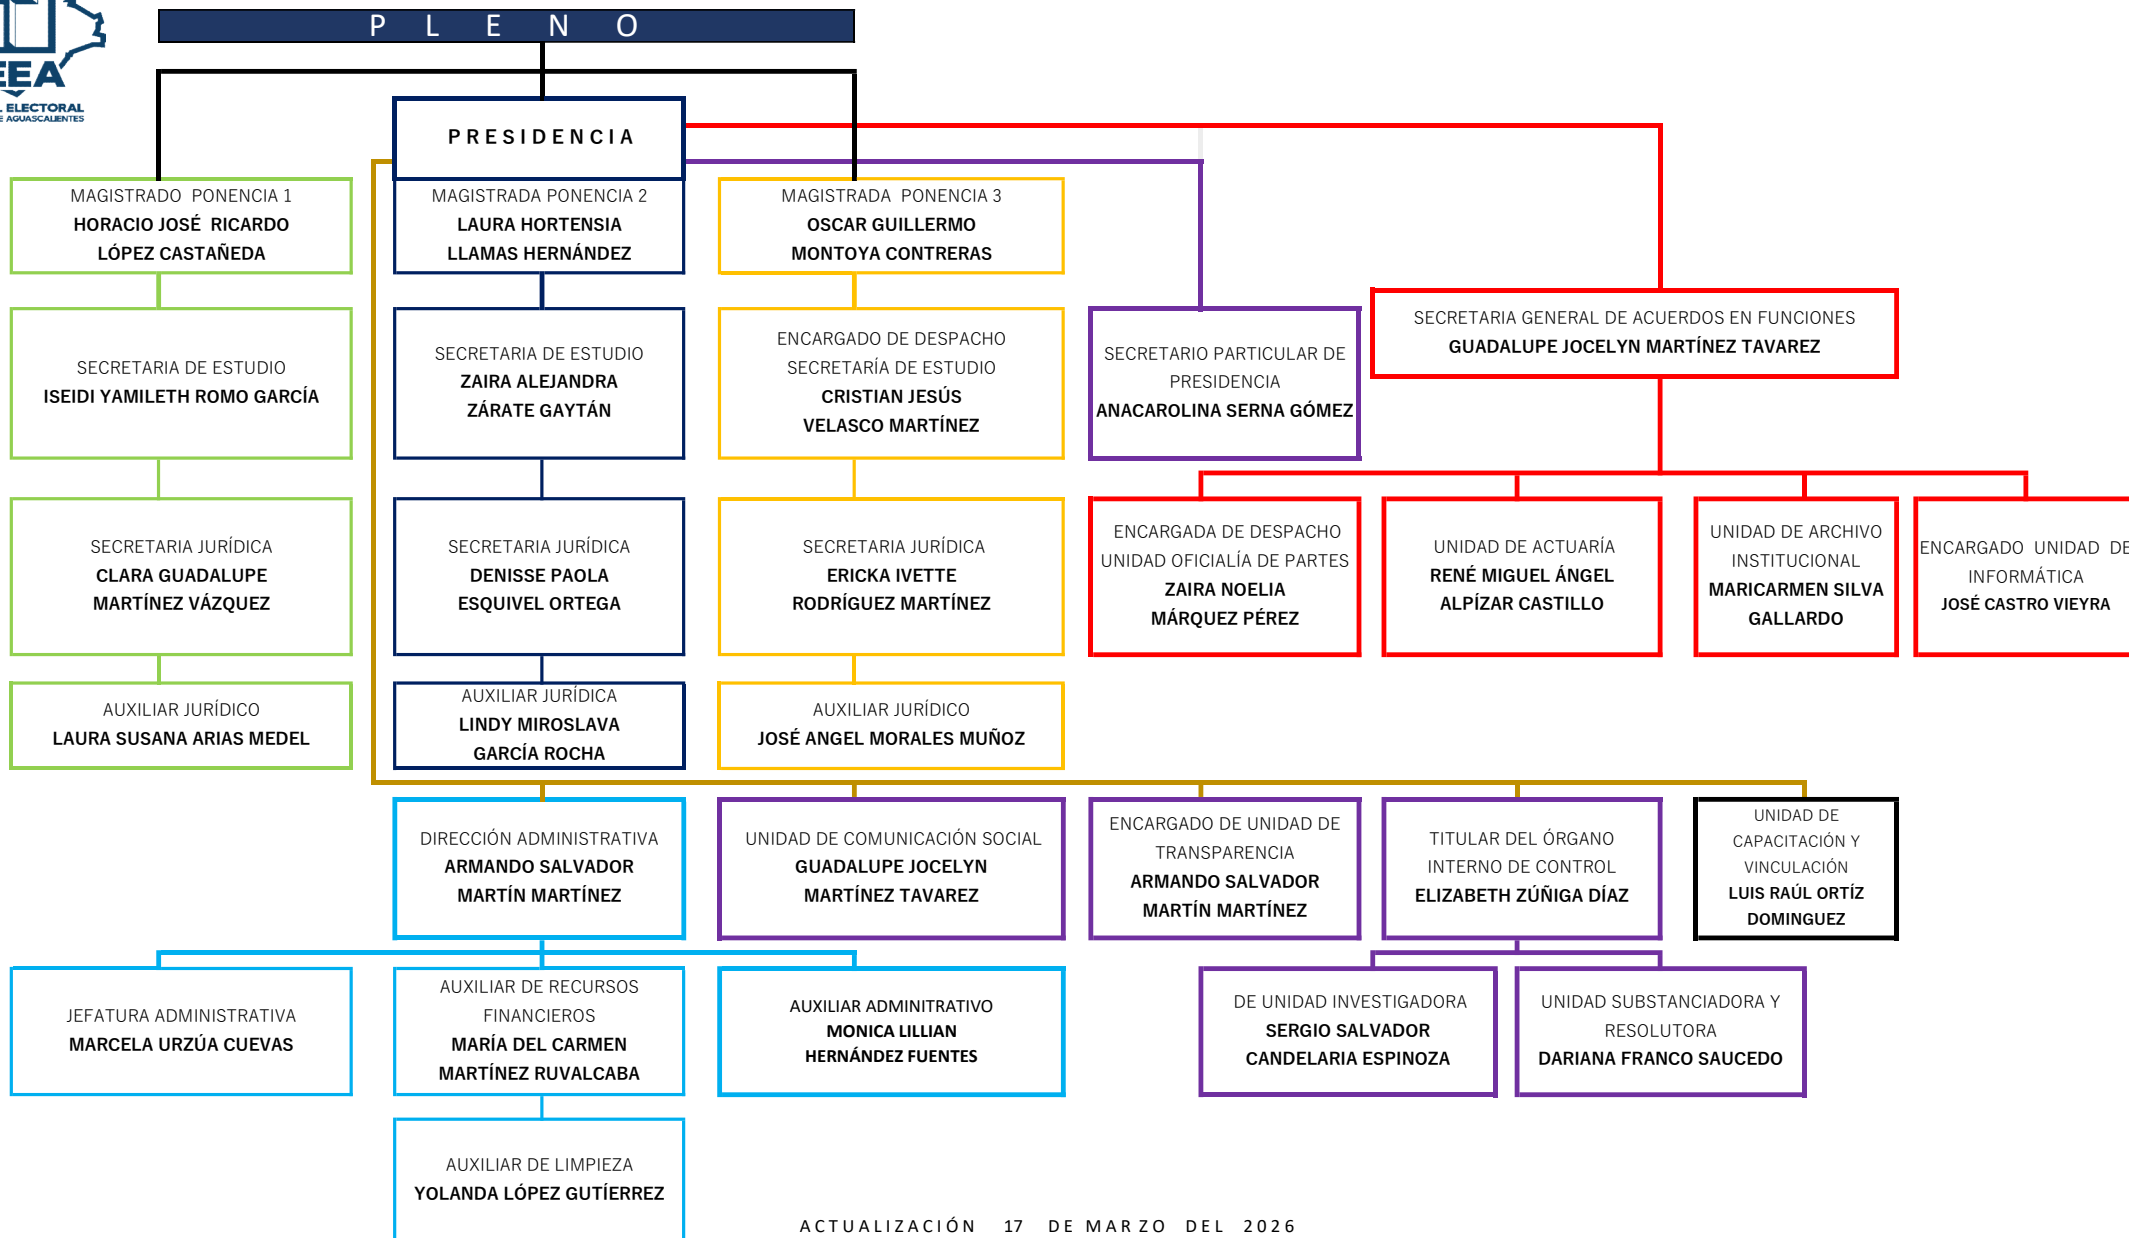 P L E N O
EEA
L ELECTORAL
E AGUASCALIENTES
PRESIDENCIA
MAGISTRADO PONENCIA 1
HORACIO JOSÉ RICARDO
LÓPEZ CASTAÑEDA
MAGISTRADA PONENCIA 2
LAURA HORTENSIA
LLAMAS HERNÁNDEZ
MAGISTRADA PONENCIA 3
OSCAR GUILLERMO
MONTOYA CONTRERAS
SECRETARIA DE ESTUDIO
ISEIDI YAMILETH ROMO GARCÍA
SECRETARIA DE ESTUDIO
ZAIRA ALEJANDRA
ZÁRATE GAYTÁN
ENCARGADO DE DESPACHO
SECRETARÍA DE ESTUDIO
CRISTIAN JESÚS
VELASCO MARTÍNEZ
SECRETARIO PARTICULAR DE
PRESIDENCIA
ANACAROLINA SERNA GÓMEZ
SECRETARIA GENERAL DE ACUERDOS EN FUNCIONES
GUADALUPE JOCELYN MARTÍNEZ TAVAREZ
SECRETARIA JURÍDICA
CLARA GUADALUPE
MARTÍNEZ VÁZQUEZ
SECRETARIA JURÍDICA
DENISSE PAOLA
ESQUIVEL ORTEGA
SECRETARIA JURÍDICA
ERICKA IVETTE
RODRÍGUEZ MARTÍNEZ
ENCARGADA DE DESPACHO
UNIDAD OFICIALÍA DE PARTES
ZAIRA NOELIA
MÁRQUEZ PÉREZ
UNIDAD DE ACTUARÍA
RENÉ MIGUEL ÁNGEL
ALPÍZAR CASTILLO
UNIDAD DE ARCHIVO
INSTITUCIONAL
MARICARMEN SILVA
GALLARDO
ENCARGADO UNIDAD DE
INFORMÁTICA
JOSÉ CASTRO VIEYRA
AUXILIAR JURÍDICO
LAURA SUSANA ARIAS MEDEL
AUXILIAR JURÍDICA
LINDY MIROSLAVA
GARCÍA ROCHA
AUXILIAR JURÍDICO
JOSÉ ANGEL MORALES MUÑOZ
DIRECCIÓN ADMINISTRATIVA
ARMANDO SALVADOR
MARTÍN MARTÍNEZ
UNIDAD DE COMUNICACIÓN SOCIAL
GUADALUPE JOCELYN
MARTÍNEZ TAVAREZ
ENCARGADO DE UNIDAD DE
TRANSPARENCIA
ARMANDO SALVADOR
MARTÍN MARTÍNEZ
TITULAR DEL ÓRGANO
INTERNO DE CONTROL
ELIZABETH ZÚÑIGA DÍAZ
UNIDAD DE
CAPACITACIÓN Y
VINCULACIÓN
LUIS RAÚL ORTÍZ
DOMINGUEZ
JEFATURA ADMINISTRATIVA
MARCELA URZÚA CUEVAS
AUXILIAR DE RECURSOS
FINANCIEROS
MARÍA DEL CARMEN
MARTÍNEZ RUVALCABA
AUXILIAR ADMINITRATIVO
MONICA LILLIAN
HERNÁNDEZ FUENTES
DE UNIDAD INVESTIGADORA
SERGIO SALVADOR
CANDELARIA ESPINOZA
UNIDAD SUBSTANCIADORA Y
RESOLUTORA
DARIANA FRANCO SAUCEDO
AUXILIAR DE LIMPIEZA
YOLANDA LÓPEZ GUTÍERREZ
ACTUALIZACIÓN 17 DE MARZO DEL 2026